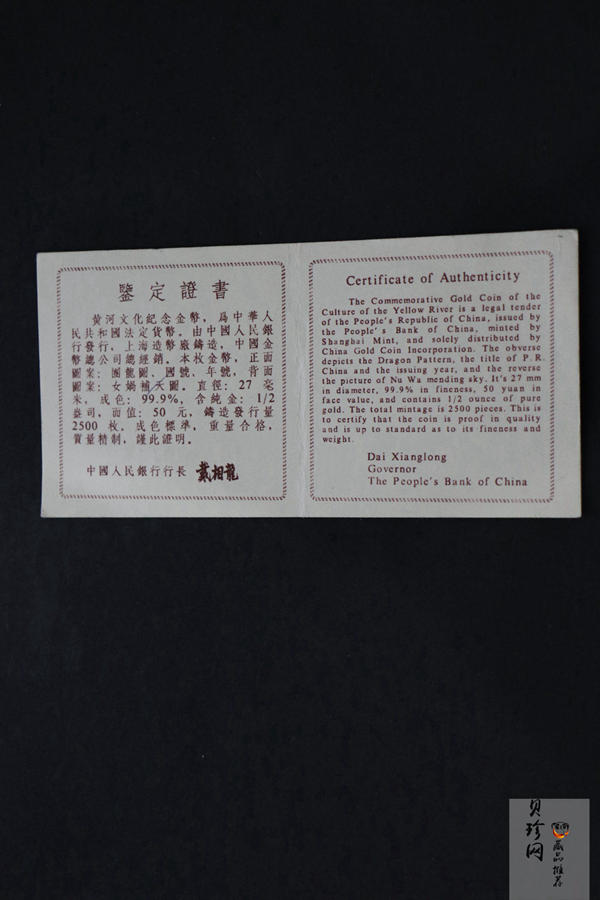 鑒定證書
黄河文化紀念金幣，爲中華人
民共和國法定貨幣。由中國人民銀
行發行，上海造幣廠鑄造，中國金
幣總公司總經銷。本枚金幣，正面
圖案：團龍圖、國號、年號，背面
圖案：女媧補天圖。直徑：27 毫
米，成色：99.9%，含純金：1/2
盎司，面值：50 元，鑄造發行量
2500 枚。成色標準，重量合格，
質量精制，謹此證明。
中國人民銀行行長 戴相龍
Certificate of Authenticity
The Commemorative Gold Coin of the
Culture of the Yellow River is a legal tender
of the People's Republic of China, issued by
the People's Bank of China, minted by
Shanghai Mint, and solely distributed by
China Gold Coin Incorporation. The obverse
depicts the Dragon Pattern, the title of P.R.
China and the issuing year, and the reverse
the picture of Nu Wa mending sky. It's 27 mm
in diameter, 99.9% in fineness, 50 yuan in
face value, and contains 1/2 ounce of pure
gold. The total mintage is 2500 pieces. This is
to certify that the coin is proof in quality
and is up to standard as to its fineness and
weight.
Dai Xianglong
Governor
The People's Bank of China
贝珍网
藏品推荐